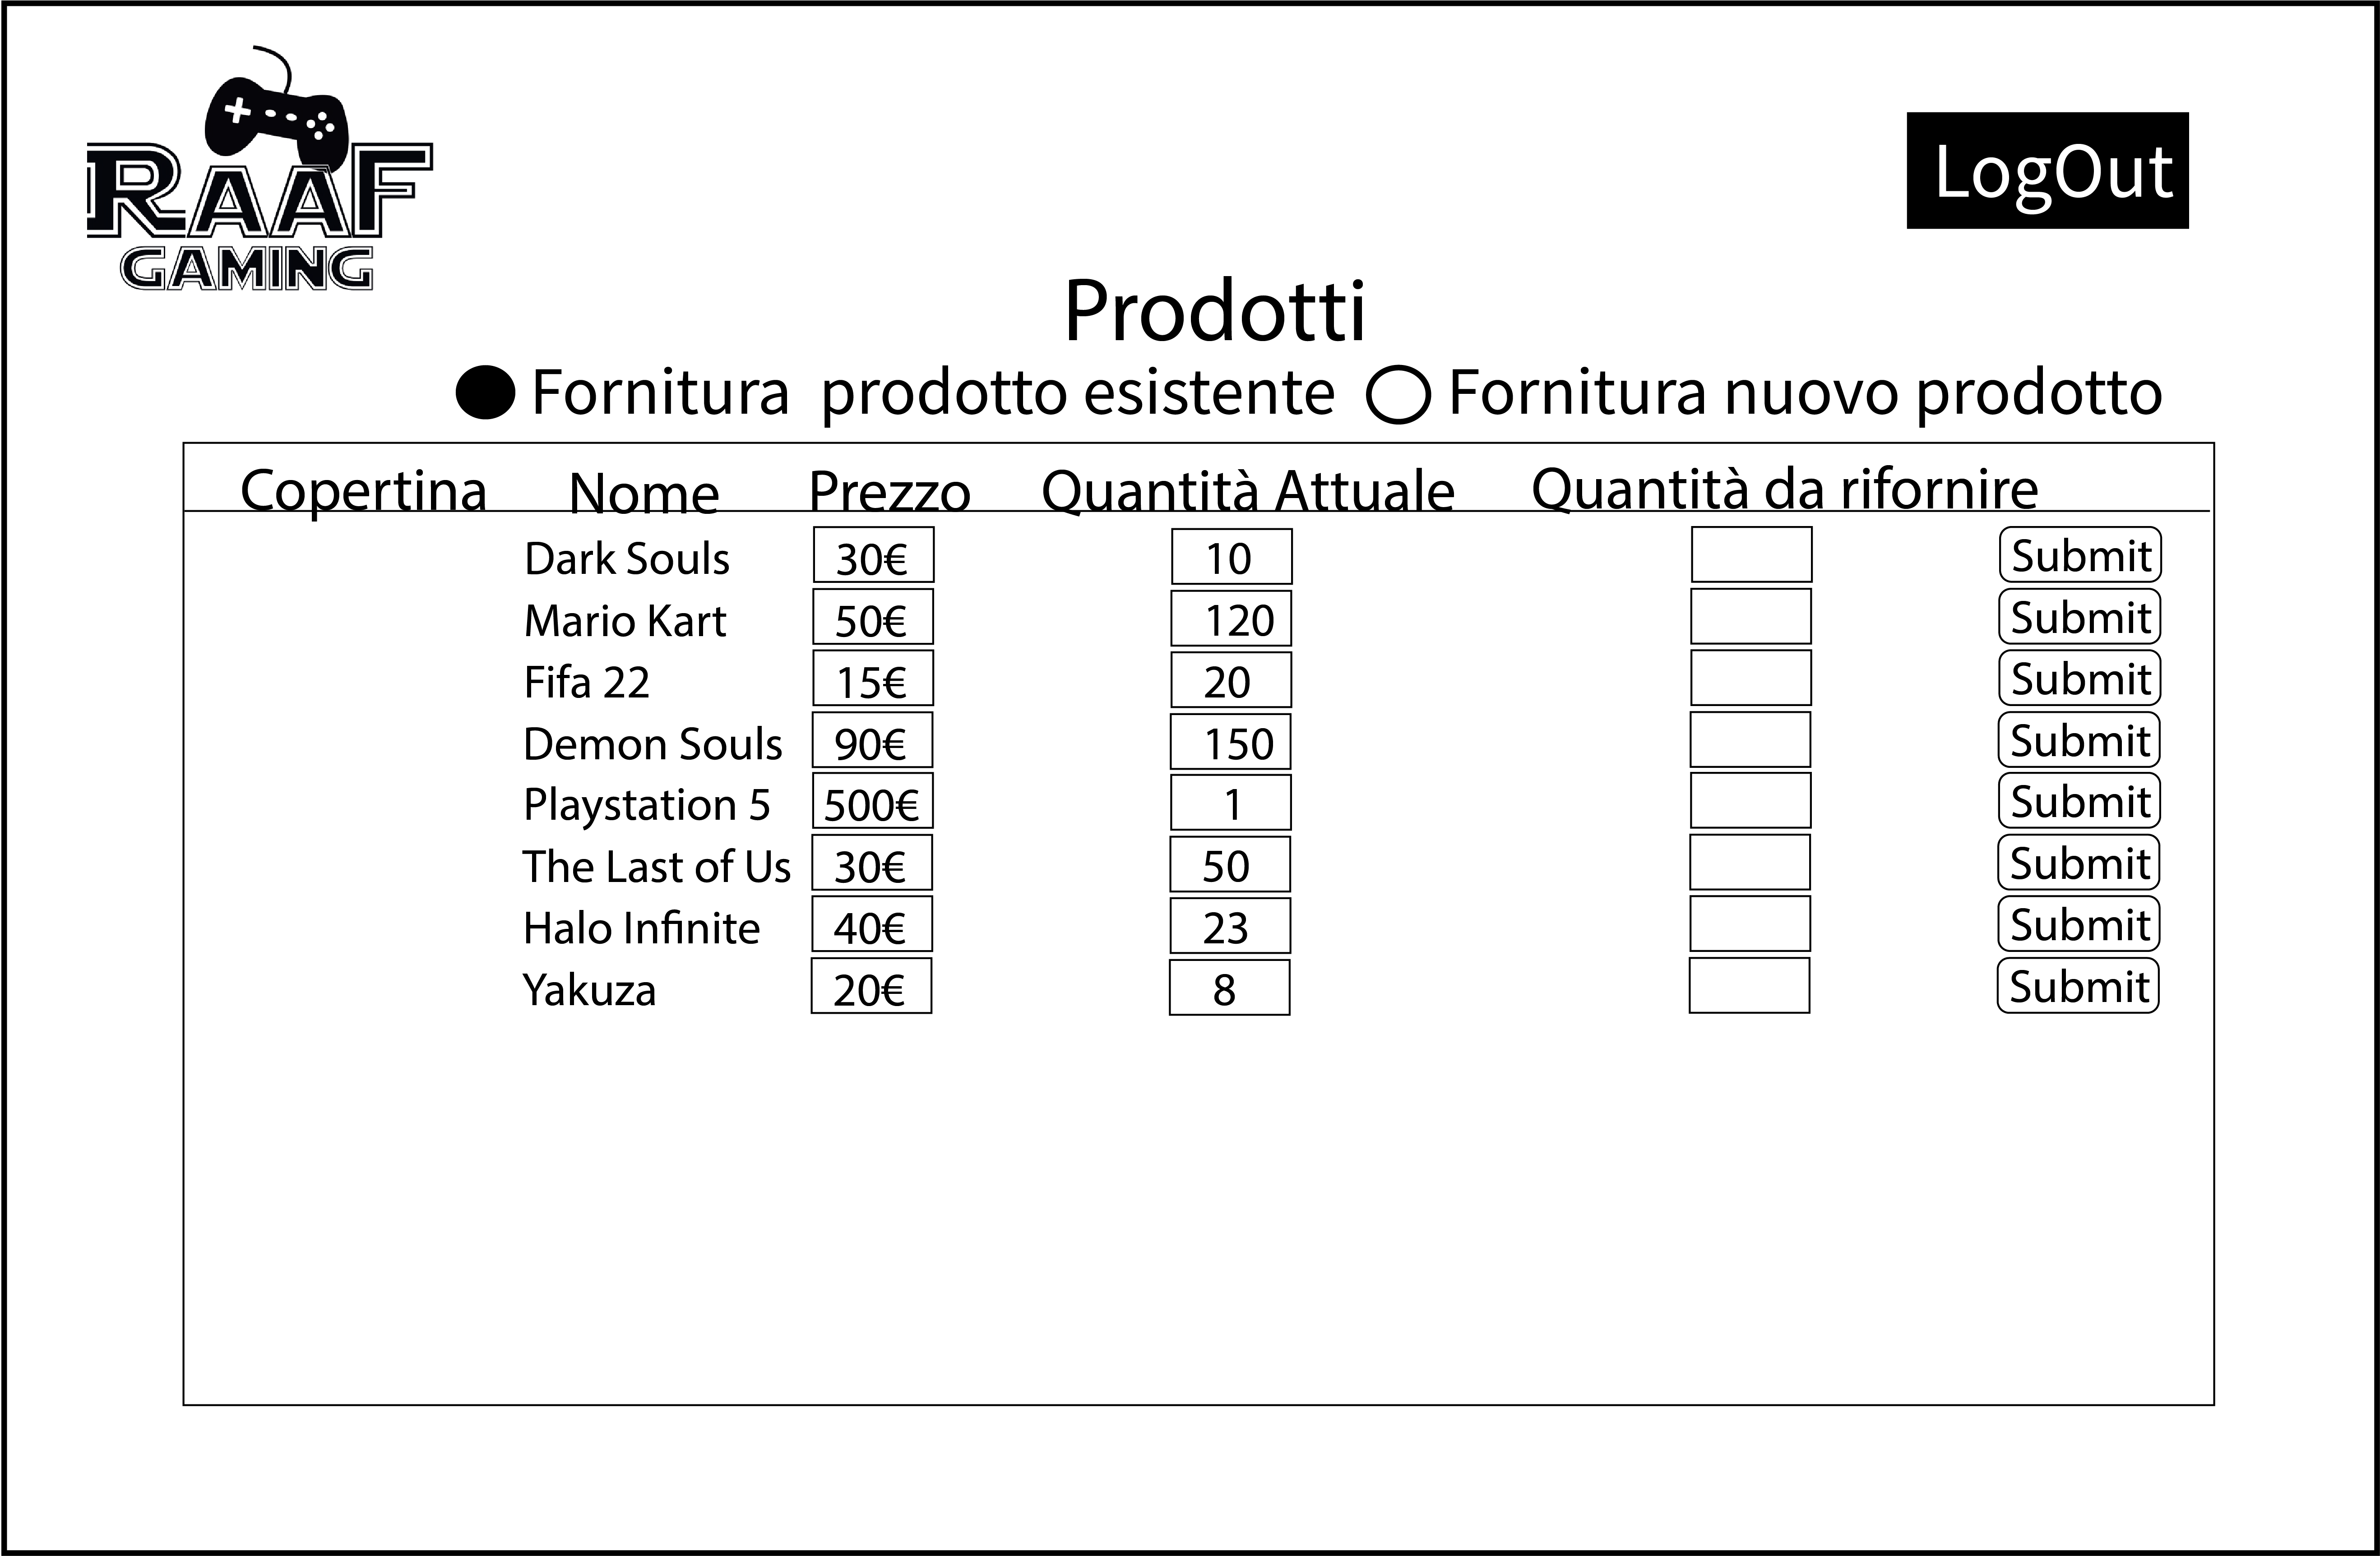 RAAF
GAMING
LogOut
Prodotti
Fornitura prodotto esistente Fornitura nuovo prodotto
Copertina Nome Prezzo Quantità Attuale Quantità da rifornire
Dark Souls 30€ 10 Submit
Mario Kart 50€ 120 Submit
Fifa 22 15€ 20 Submit
Demon Souls 90€ 150 Submit
Playstation 5 500€ 1 Submit
The Last of Us 30€ 50 Submit
Halo Infinite 40€ 23 Submit
Yakuza 20€ 8 Submit